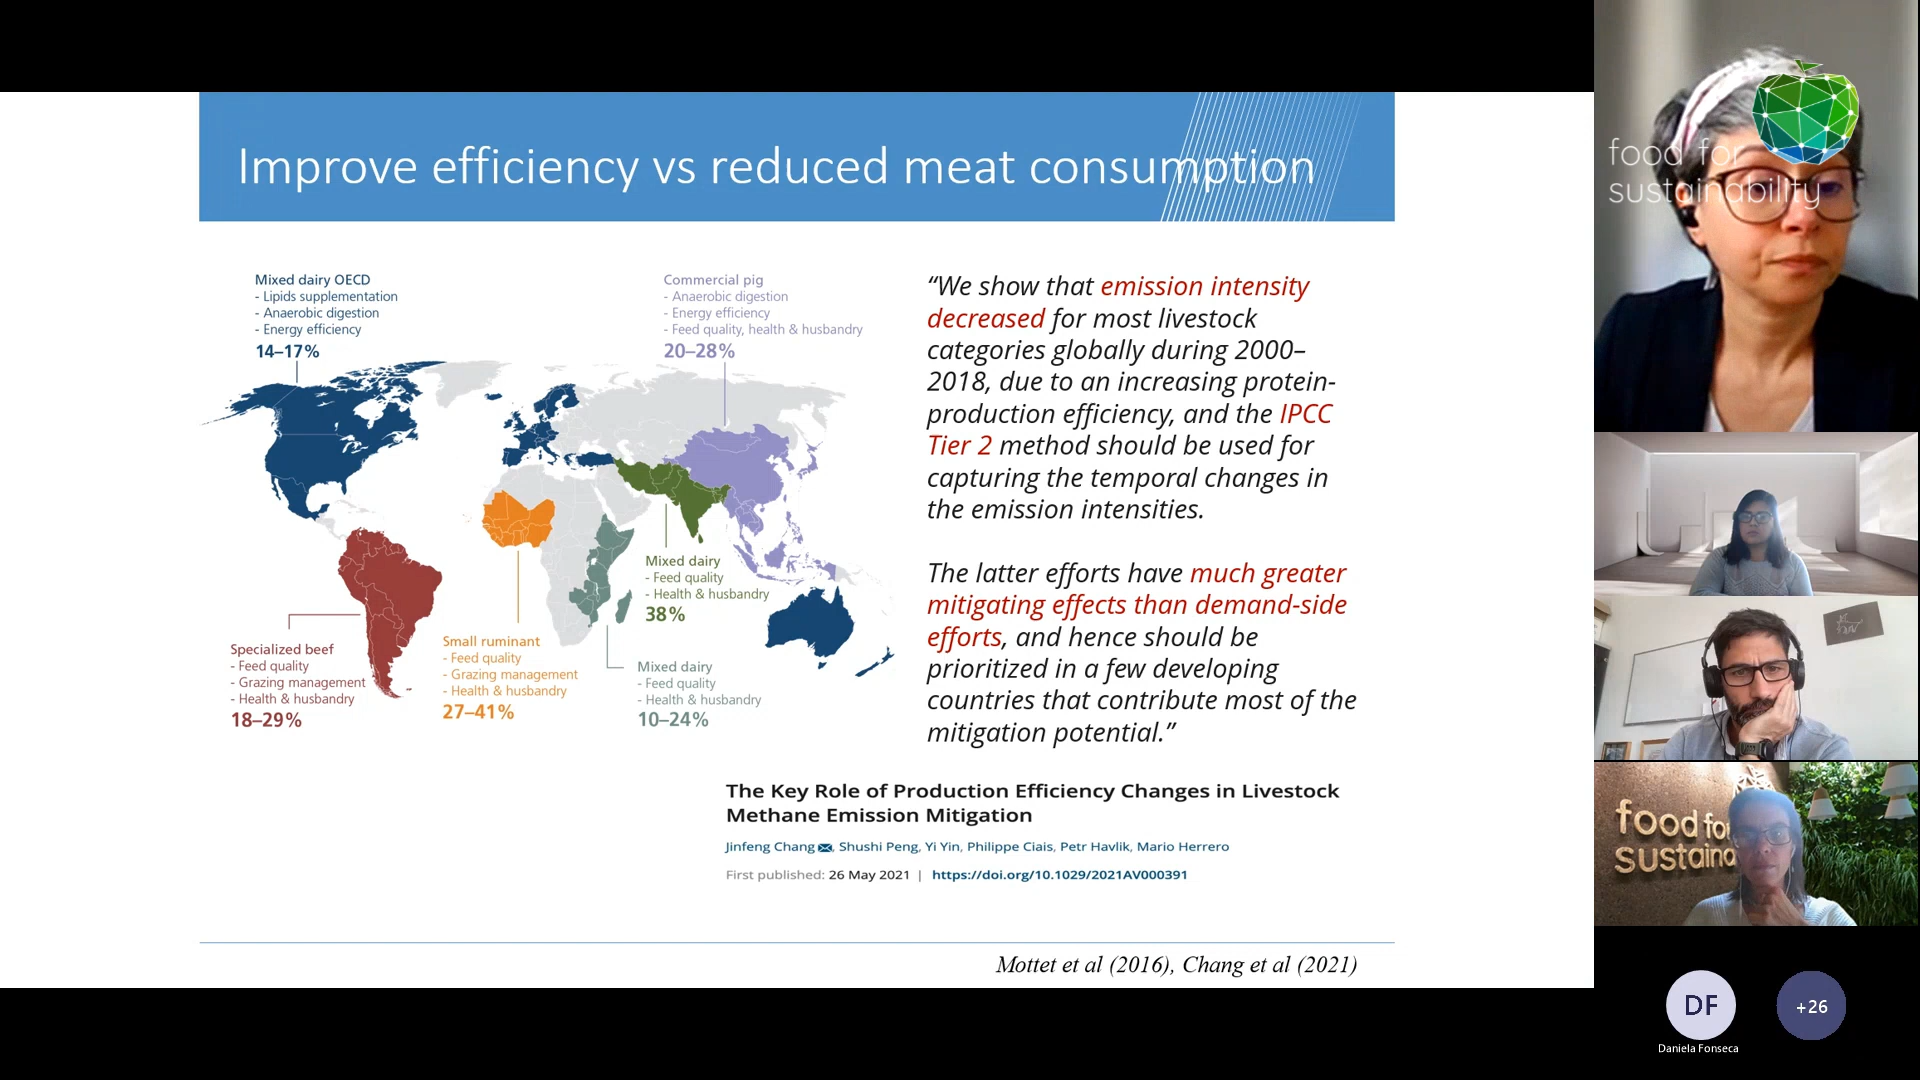 Improve efficiency vs reduced meat consumption
Mixed dairy OECD
- Lipids supplementation
- Anaerobic digestion
- Energy efficiency
14–17%
Commercial pig
- Anaerobic digestion
- Energy efficiency
- Feed quality, health & husbandry
20–28%
Mixed dairy
- Feed quality
- Health & husbandry
38%
Specialized beef
- Feed quality
- Grazing management
- Health & husbandry
18–29%
Small ruminant
- Feed quality
- Grazing management
- Health & husbandry
27–41%
Mixed dairy
- Feed quality
- Health & husbandry
10–24%
“We show that emission intensity
decreased for most livestock
categories globally during 2000–
2018, due to an increasing protein-
production efficiency, and the IPCC
Tier 2 method should be used for
capturing the temporal changes in
the emission intensities.
The latter efforts have much greater
mitigating effects than demand-side
efforts, and hence should be
prioritized in a few developing
countries that contribute most of the
mitigation potential.”
The Key Role of Production Efficiency Changes in Livestock
Methane Emission Mitigation
Jinfeng Chang, Shushi Peng, Yi Yin, Philippe Ciais, Petr Havlik, Mario Herrero
First published: 26 May 2021 | https://doi.org/10.1029/2021AV000391
Mottet et al (2016), Chang et al (2021)
food for
sustainability
food fo
sustaina
DF
Daniela Fonseca
+26